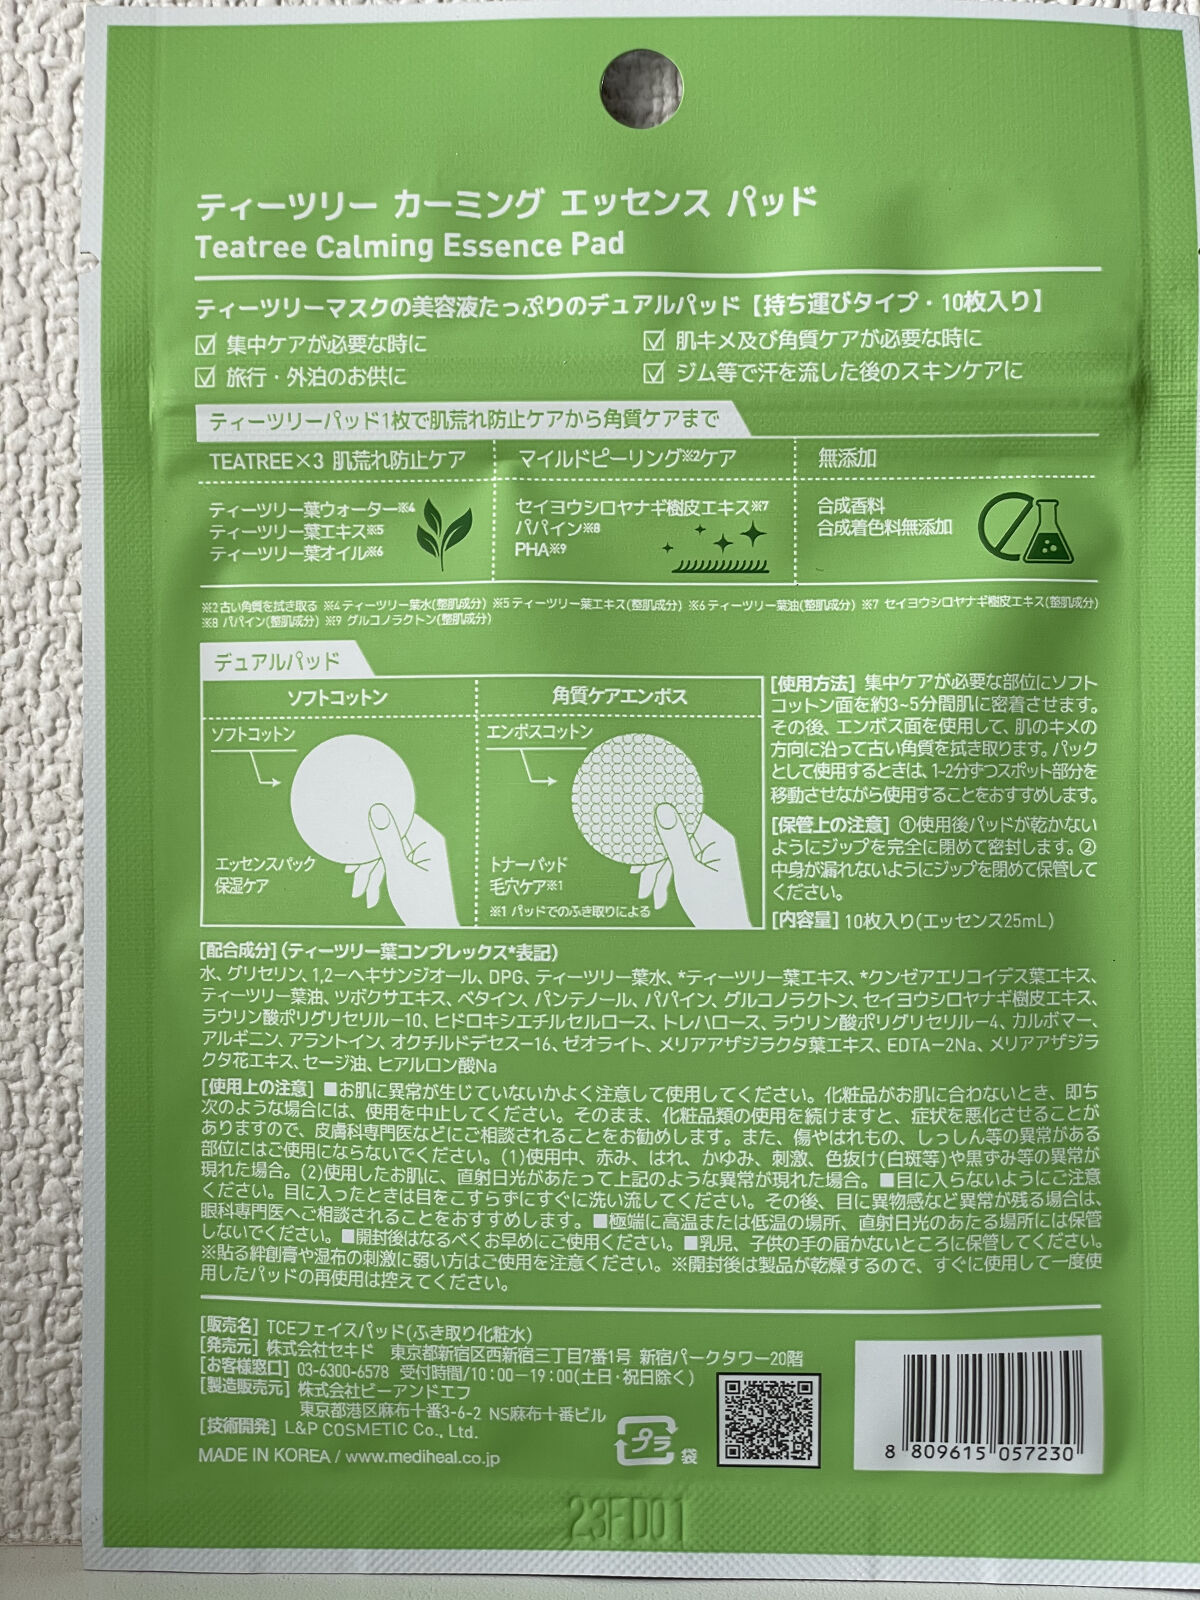 ティーツリー カーミング エッセンス パッド
Teatree Calming Essence Pad
ティーツリーマスクの美容液たっぷりのデュアルパッド【持ち運びタイプ・10枚入り】
☑ 集中ケアが必要な時に
☑ 肌キメ及び角質ケアが必要な時に
☑ 旅行・外泊のお供に
☑ ジム等で汗を流した後のスキンケアに
ティーツリーパッド1枚で肌荒れ防止ケアから角質ケアまで
TEATREE×3 肌荒れ防止ケア
マイルドピーリング※2ケア
無添加
ティーツリー葉ウォーター※4
ティーツリー葉エキス※5
ティーツリー葉オイル※6
セイヨウシロヤナギ樹皮エキス※7
パパイン※8
PHA※9
合成香料
合成着色料無添加
※2 古い角質を拭き取る ※4 ティーツリー葉水(整肌成分) ※5 ティーツリー葉エキス(整肌成分) ※6 ティーツリー葉油(整肌成分) ※7 セイヨウシロヤナギ樹皮エキス(整肌成分)
※8 パパイン(整肌成分) ※9 グルコノラクトン(整肌成分)
デュアルパッド
ソフトコットン
角質ケアエンボス
ソフトコットン
エッセンスパック
保湿ケア
エンボスコットン
トナーパッド
毛穴ケア※1
※1 パッドでのふき取りによる
[使用方法] 集中ケアが必要な部位にソフト
コットン面を約3~5分間肌に密着させます。
その後、エンボス面を使用して、肌のキメの
方向に沿って古い角質を拭き取ります。パック
として使用するときは、1-2分ずつスポット部分を
移動させながら使用することをおすすめします。
[保管上の注意] ①使用後パッドが乾かない
ようにジップを完全に閉めて密封します。②
中身が漏れないようにジップを閉めて保管して
ください。
[内容量] 10枚入り(エッセンス25mL)
[配合成分](ティーツリー葉コンプレックス*表記)
水、グリセリン、1,2-ヘキサンジオール、DPG、ティーツリー葉水、*ティーツリー葉エキス、*クンゼアエリコイデス葉エキス、
ティーツリー葉油、ツボクサエキス、ベタイン、パンテノール、パパイン、グルコノラクトン、セイヨウシロヤナギ樹皮エキス、
ラウリン酸ポリグリセリル-10、ヒドロキシエチルセルロース、トレハロース、ラウリン酸ポリグリセリル-4、カルボマー、
アルギニン、アラントイン、オクチルドデセス-16、ゼオライト、メリアアザジラクタ葉エキス、EDTA-2Na、メリアアザジラ
クタ花エキス、セージ油、ヒアルロン酸Na
[使用上の注意] ■お肌に異常が生じていないかよく注意して使用してください。化粧品がお肌に合わないとき、即ち
次のような場合には、使用を中止してください。そのまま、化粧品類の使用を続けますと、症状を悪化させることが
ありますので、皮膚科専門医などにご相談されることをお勧めします。また、傷やはれもの、しっしん等の異常がある
部位にはご使用にならないでください。(1)使用中、赤み、はれ、かゆみ、刺激、色抜け(白斑等)や黒ずみ等の異常が
現れた場合。(2)使用したお肌に、直射日光があたって上記のような異常が現れた場合。■目に入らないようにご注意
ください。目に入ったときは目をこすらずにすぐに洗い流してください。その後、目に異物感など異常が残る場合は、
眼科専門医へご相談されることをおすすめします。■極端に高温または低温の場所、直射日光のあたる場所には保管
しないでください。■開封後はなるべくお早めにご使用ください。■乳児、子供の手の届かないところに保管してください。
※貼る絆創膏や湿布の刺激に弱い方はご使用を注意ください。※開封後は製品が乾燥するので、すぐに使用して一度使
用したパッドの再使用は控えてください。
[販売名] TCEフェイスパッド(ふき取り化粧水)
[発売元] 株式会社セキド 東京都新宿区西新宿三丁目7番1号 新宿パークタワー20階
[お客様窓口] 03-6300-6578 受付時間/10:00-19:00(土日・祝日除く)
[製造販売元] 株式会社ビーアンドエフ
東京都港区麻布十番3-6-2 NS麻布十番ビル
[技術開発] L&P COSMETIC Co., Ltd.
MADE IN KOREA / www.mediheal.co.jp
プラ
袋
8 809615 057230
23FD01